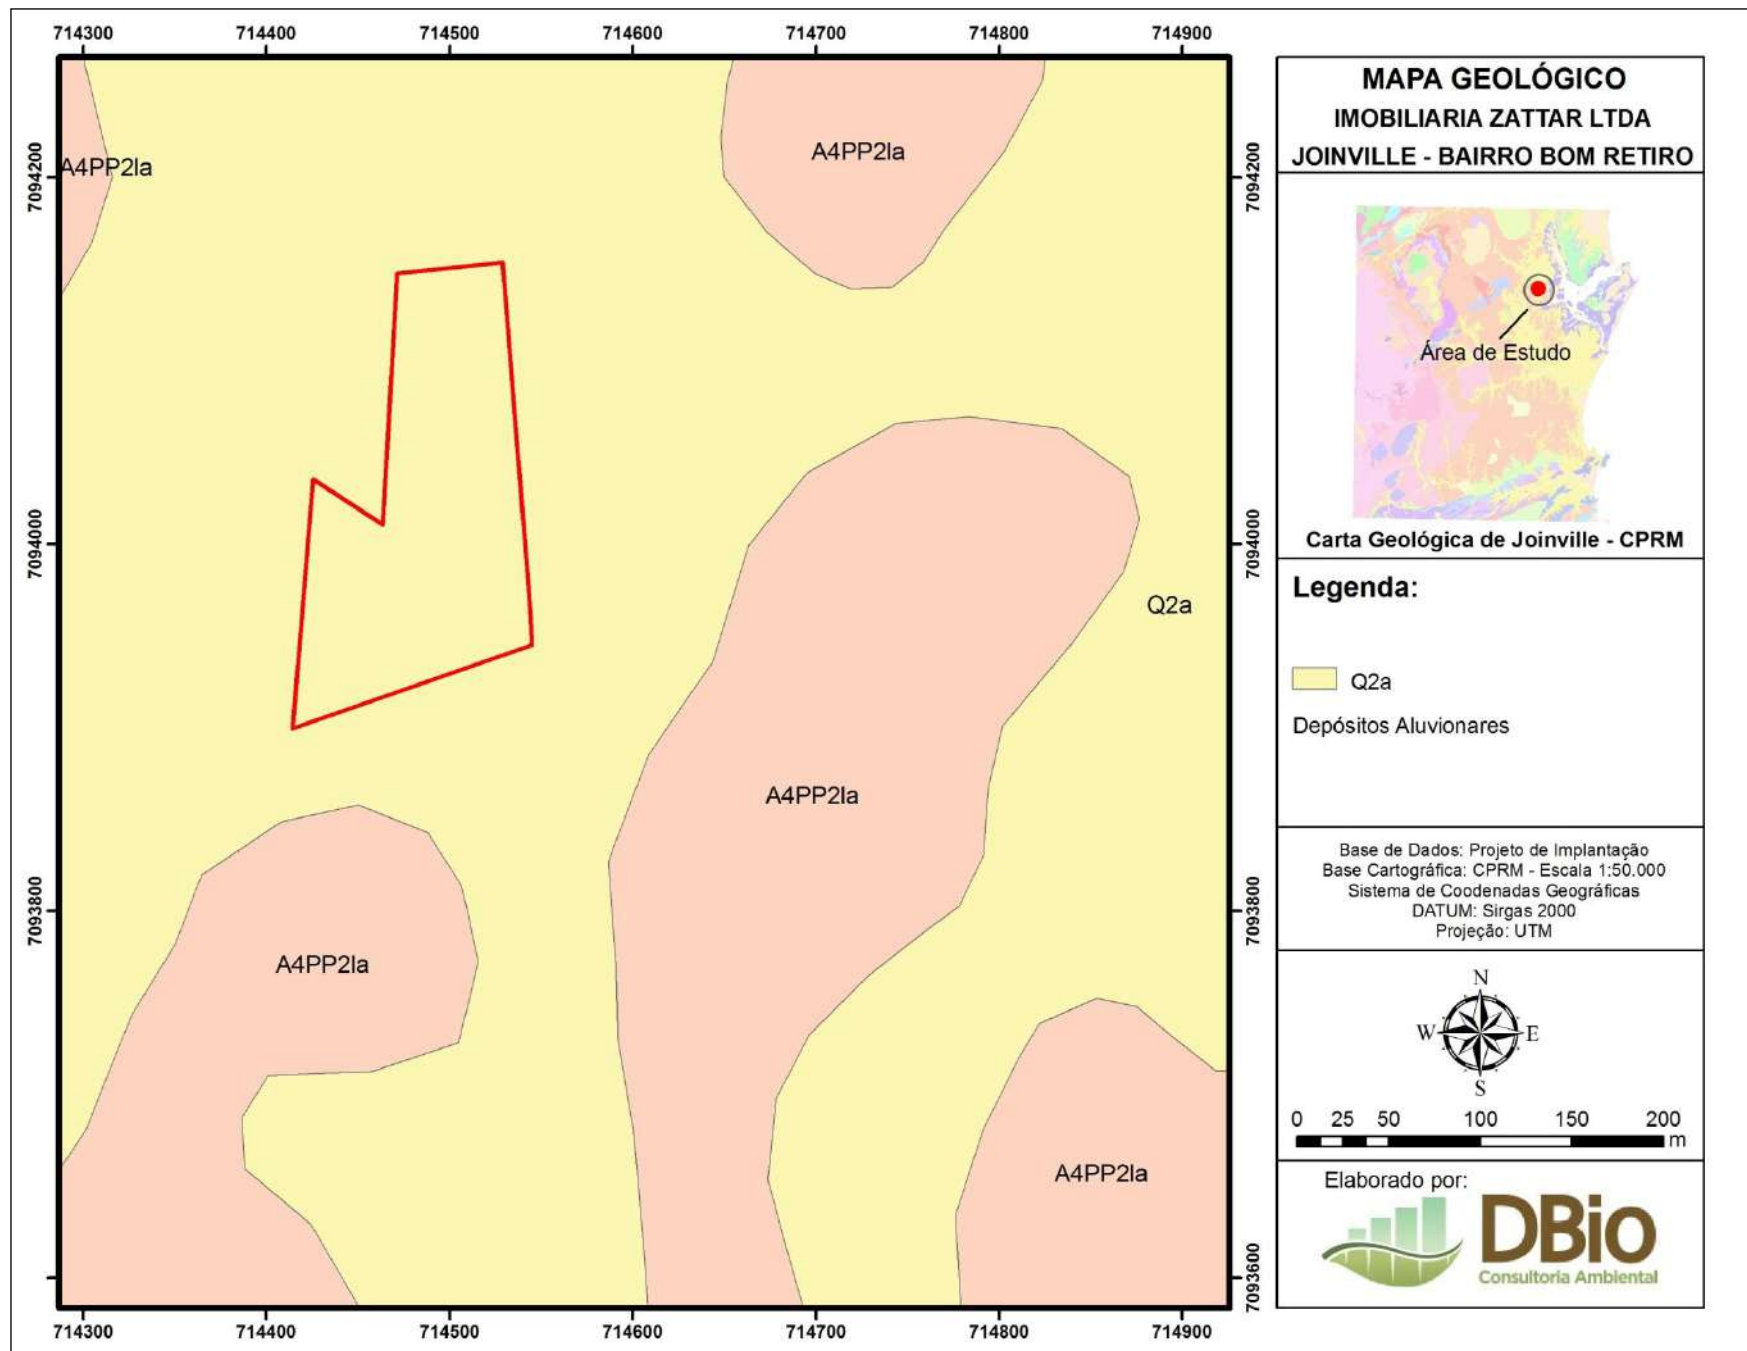 714300 714400 714500 714600 714700 714800 714900
7094200
7094000
7093800
A4PP2la
A4PP2la
Q2a
A4PP2la
A4PP2la
A4PP2la
7094200
7094000
7093800
7093600
714300 714400 714500 714600 714700 714800 714900
MAPA GEOLÓGICO
IMOBILIARIA ZATTAR LTDA
JOINVILLE - BAIRRO BOM RETIRO
Área de Estudo
Carta Geológica de Joinville - CPRM
Legenda:
Q2a
Depósitos Aluvionares
Base de Dados: Projeto de Implantação
Base Cartográfica: CPRM - Escala 1:50.000
Sistema de Coodenadas Geográficas
DATUM: Sirgas 2000
Projeção: UTM
N
W E
S
0 25 50 100 150 200
m
Elaborado por:
DBio
Consultoria Ambiental